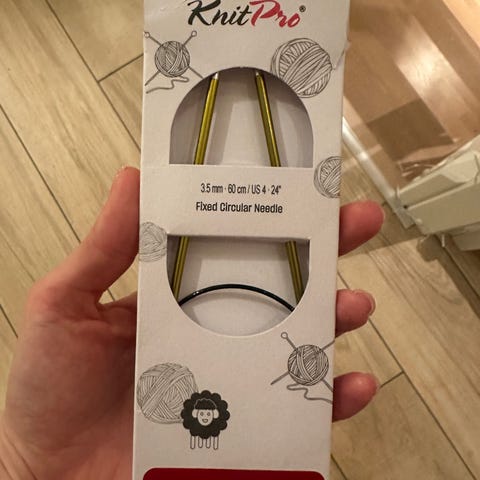 KnitPro®
3.5 mm · 60 cm / US 4 · 24"
Fixed Circular Needle